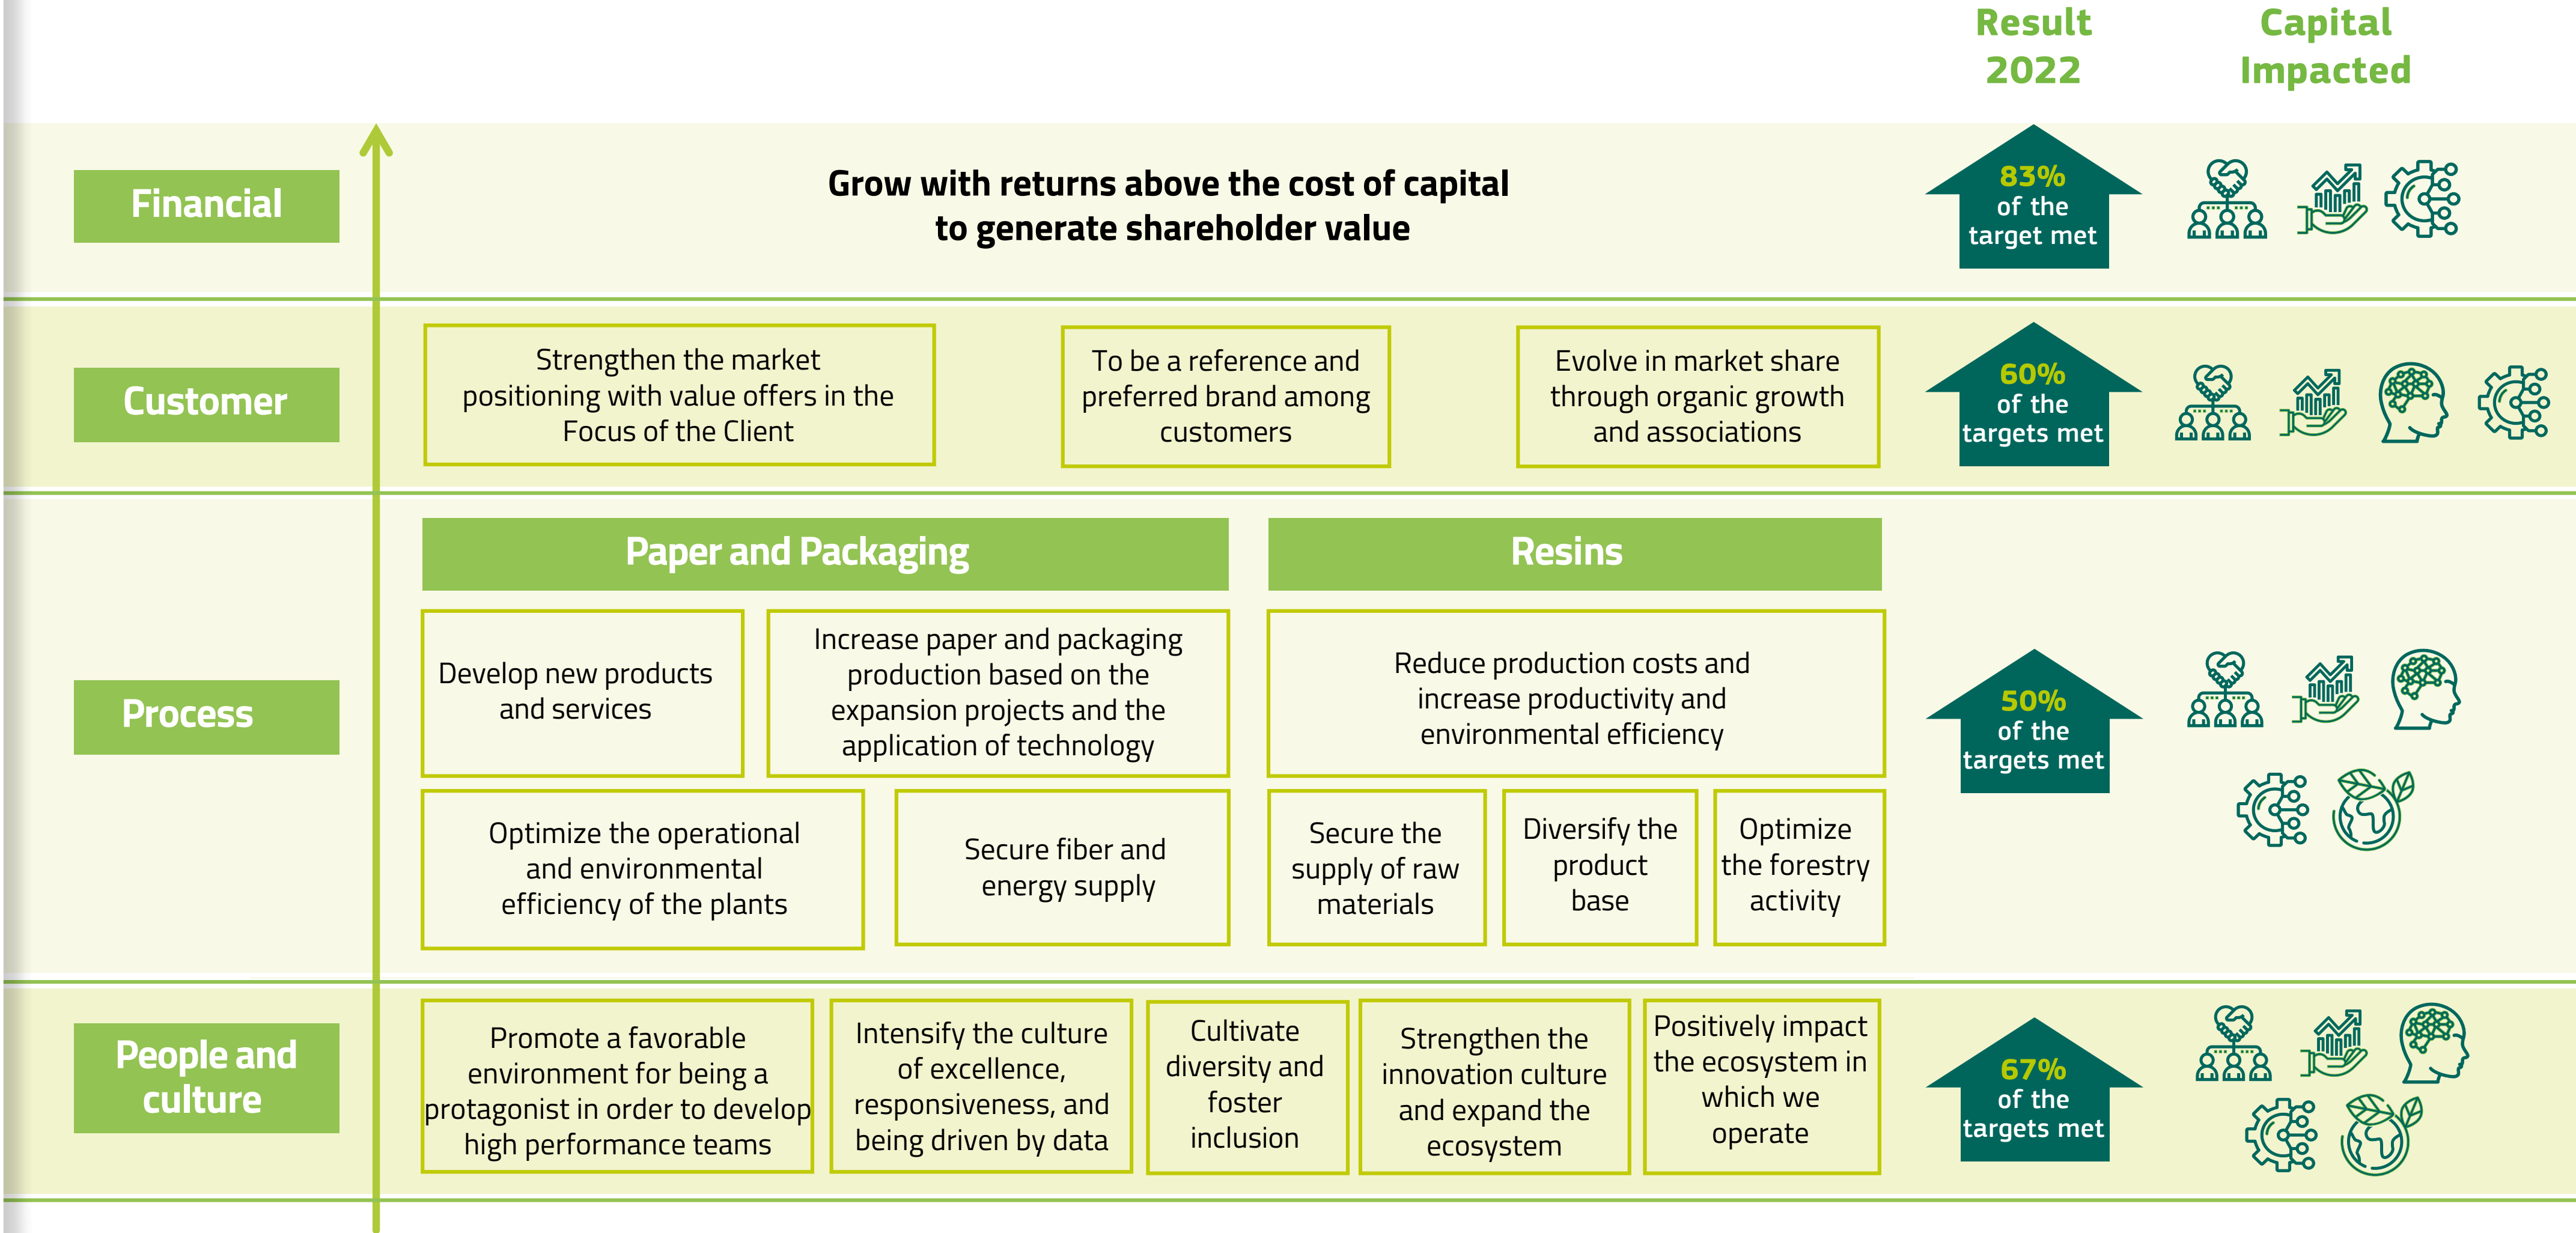 Result
2022
Capital
Impacted
Financial
Grow with returns above the cost of capital
to generate shareholder value
83%
of the
target met
Customer
Strengthen the market
positioning with value offers in the
Focus of the Client
To be a reference and
preferred brand among
customers
Evolve in market share
through organic growth
and associations
60%
of the
targets met
Process
Paper and Packaging
Develop new products
and services
Increase paper and packaging
production based on the
expansion projects and the
application of technology
Optimize the operational
and environmental
efficiency of the plants
Secure fiber and
energy supply
Resins
Reduce production costs and
increase productivity and
environmental efficiency
Secure the
supply of raw
materials
Diversify the
product
base
Optimize
the forestry
activity
50%
of the
targets met
People and
culture
Promote a favorable
environment for being a
protagonist in order to develop
high performance teams
Intensify the culture
of excellence,
responsiveness, and
being driven by data
Cultivate
diversity and
foster
inclusion
Strengthen the
innovation culture
and expand the
ecosystem
Positively impact
the ecosystem in
which we
operate
67%
of the
targets met